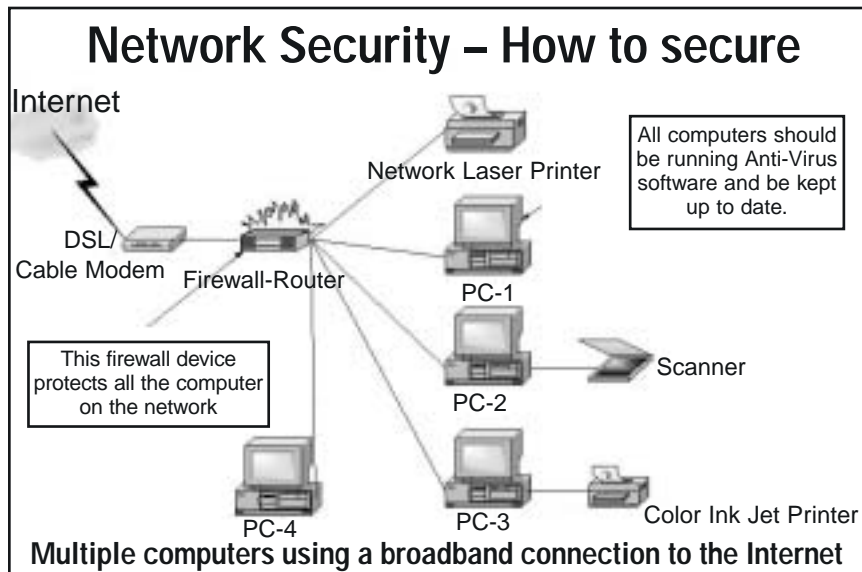 Network Security – How to secure
Internet
Network Laser Printer
All computers should
be running Anti-Virus
software and be kept
up to date.
DSL/
Cable Modem
Firewall-Router
PC-1
This firewall device
protects all the computer
on the network
Scanner
PC-2
PC-4
PC-3
Color Ink Jet Printer
Multiple computers using a broadband connection to the Internet